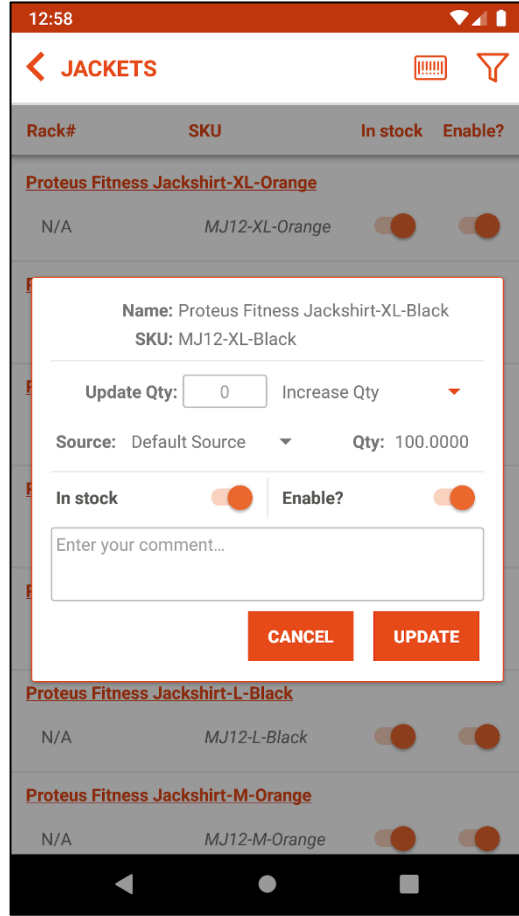 12:58
JACKETS
Rack# SKU In stock Enable?
Proteus Fitness Jackshirt-XL-Orange
N/A MJ12-XL-Orange
Name: Proteus Fitness Jackshirt-XL-Black
SKU: MJ12-XL-Black
Update Qty: 0 Increase Qty
Source: Default Source Qty: 100.0000
In stock Enable?
Enter your comment...
CANCEL UPDATE
Proteus Fitness Jackshirt-L-Black
N/A MJ12-L-Black
Proteus Fitness Jackshirt-M-Orange
N/A MJ12-M-Orange